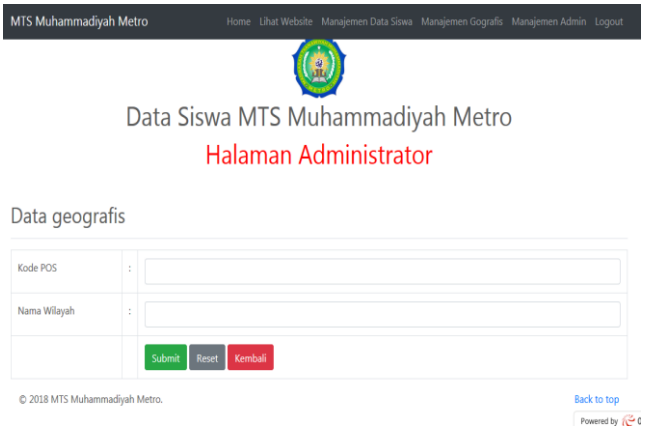 MTS Muhammadiyah Metro Home Lihat Website Manajemen Data Siswa Manajemen Gografis Manajemen Admin Logout
Data Siswa MTS Muhammadiyah Metro
Halaman Administrator
Data geografis
Kode POS :
Nama Wilayah :
Submit Reset Kembali
© 2018 MTS Muhammadiyah Metro. Back to top
Powered by